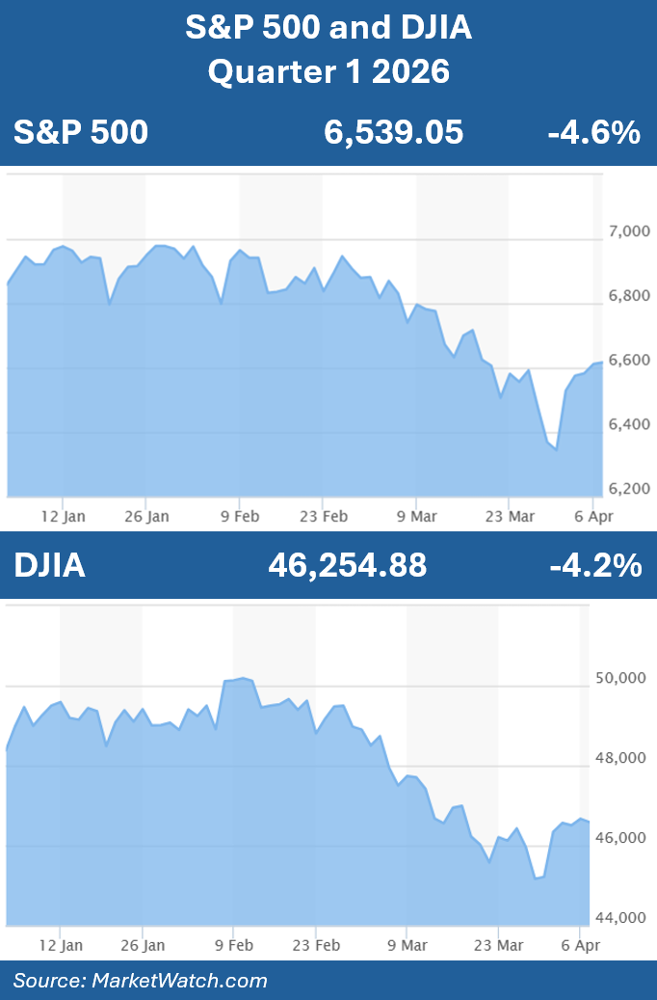 S&P 500 and DJIA
Quarter 1 2026
S&P 500 6,539.05 -4.6%
7,000
6,800
6,600
6,400
6,200
12 Jan 26 Jan 9 Feb 23 Feb 9 Mar 23 Mar 6 Apr
DJIA 46,254.88 -4.2%
50,000
48,000
46,000
44,000
12 Jan 26 Jan 9 Feb 23 Feb 9 Mar 23 Mar 6 Apr
Source: MarketWatch.com